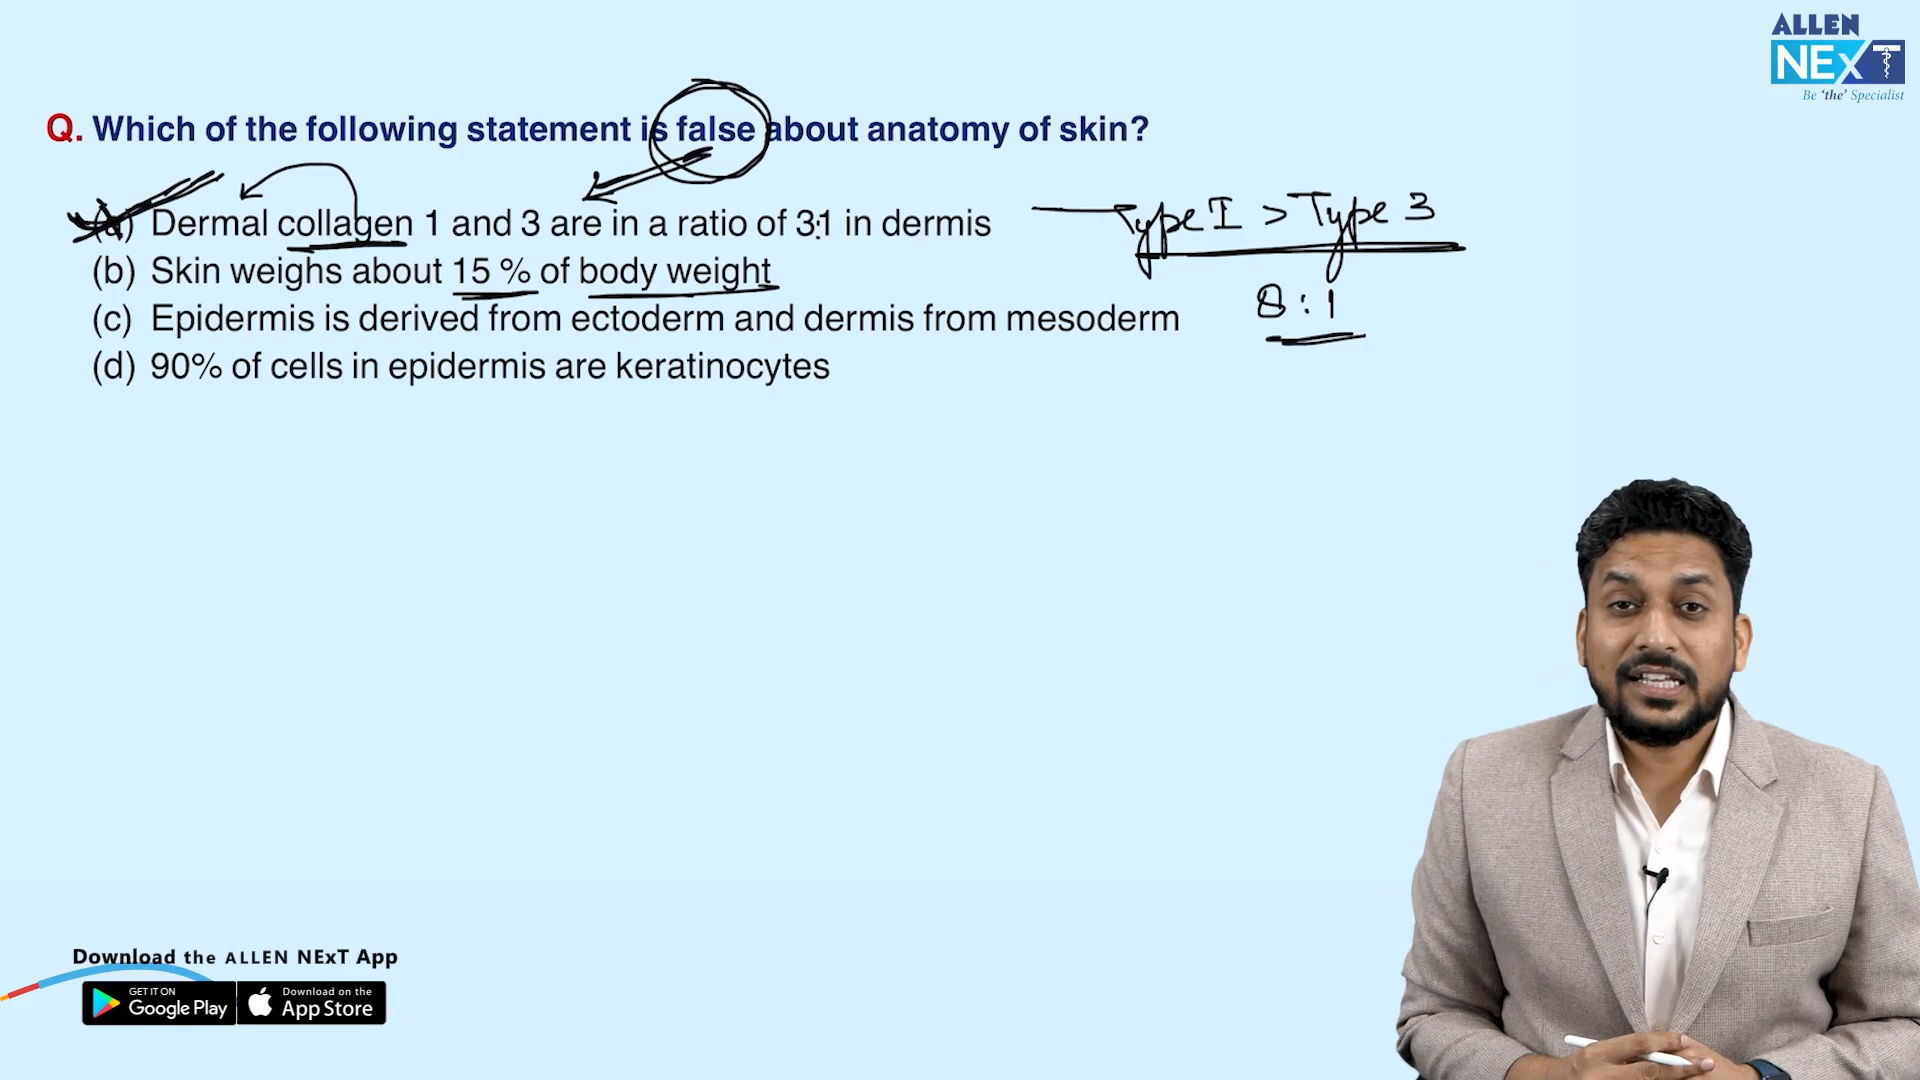 ALLEN
NExT
Be 'the' Specialist
Q. Which of the following statement is false about anatomy of skin?
(a) Dermal collagen 1 and 3 are in a ratio of 3:1 in dermis
Type I > Type 3
(b) Skin weighs about 15 % of body weight
8 : 1
(c) Epidermis is derived from ectoderm and dermis from mesoderm
(d) 90% of cells in epidermis are keratinocytes
Download the ALLEN NExT App
GET IT ON
Google Play
Download on the
App Store